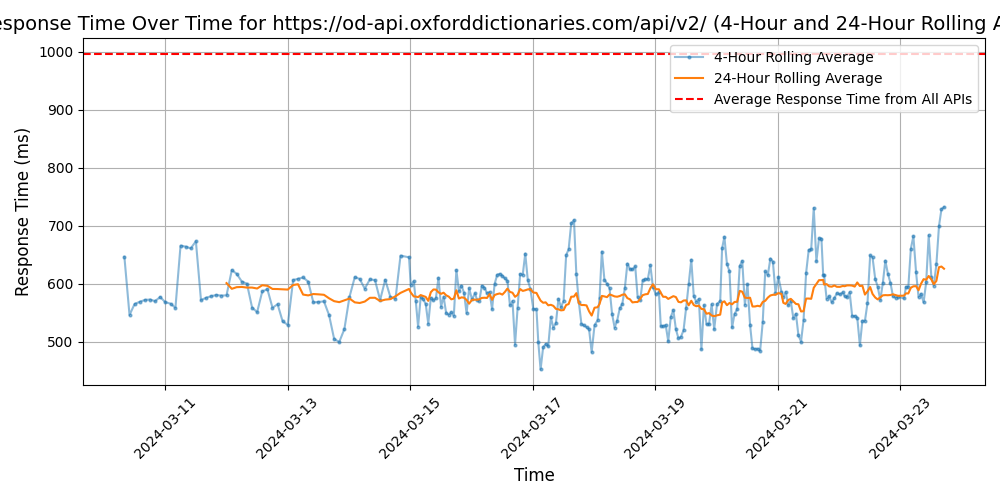 esponse Time Over Time for https://od-api.oxforddictionaries.com/api/v2/ (4-Hour and 24-Hour Rolling A
1000
900
800
700
600
500
Response Time (ms)
4-Hour Rolling Average
24-Hour Rolling Average
Average Response Time from All APIs
2024-03-11
2024-03-13
2024-03-15
2024-03-17
2024-03-19
2024-03-21
2024-03-23
Time